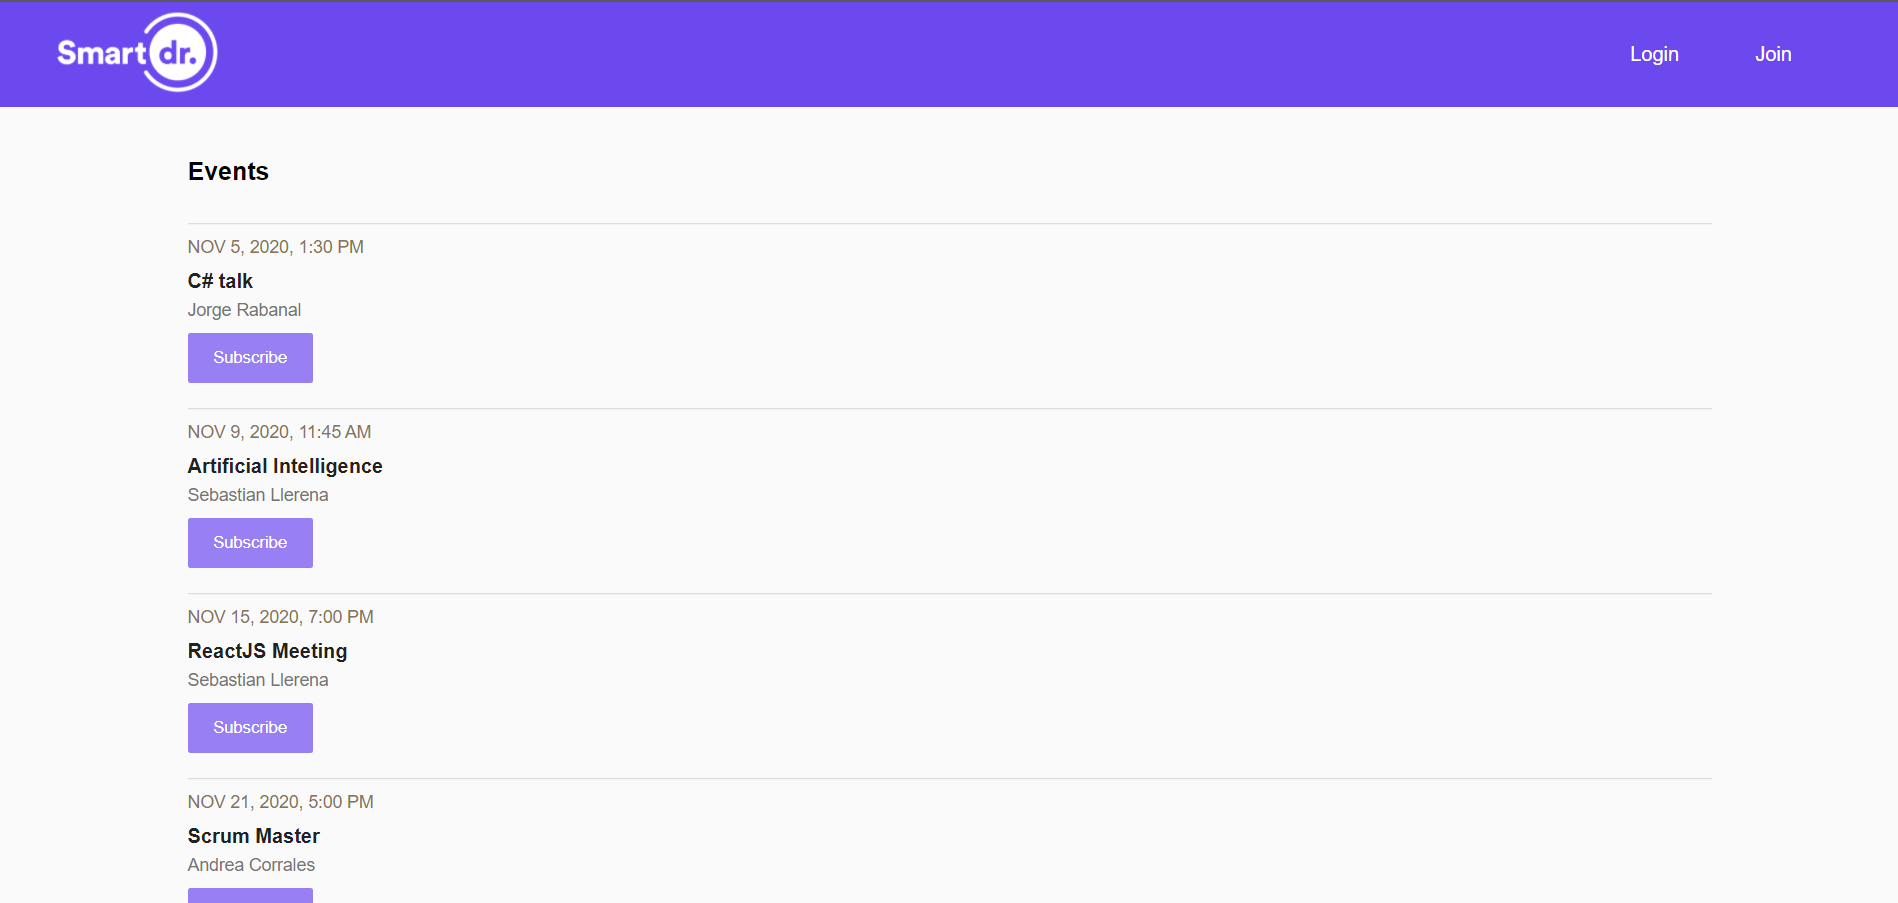 Smart dr.
Login
Join
Events
NOV 5, 2020, 1:30 PM
C# talk
Jorge Rabanal
Subscribe
NOV 9, 2020, 11:45 AM
Artificial Intelligence
Sebastian Llerena
Subscribe
NOV 15, 2020, 7:00 PM
ReactJS Meeting
Sebastian Llerena
Subscribe
NOV 21, 2020, 5:00 PM
Scrum Master
Andrea Corrales